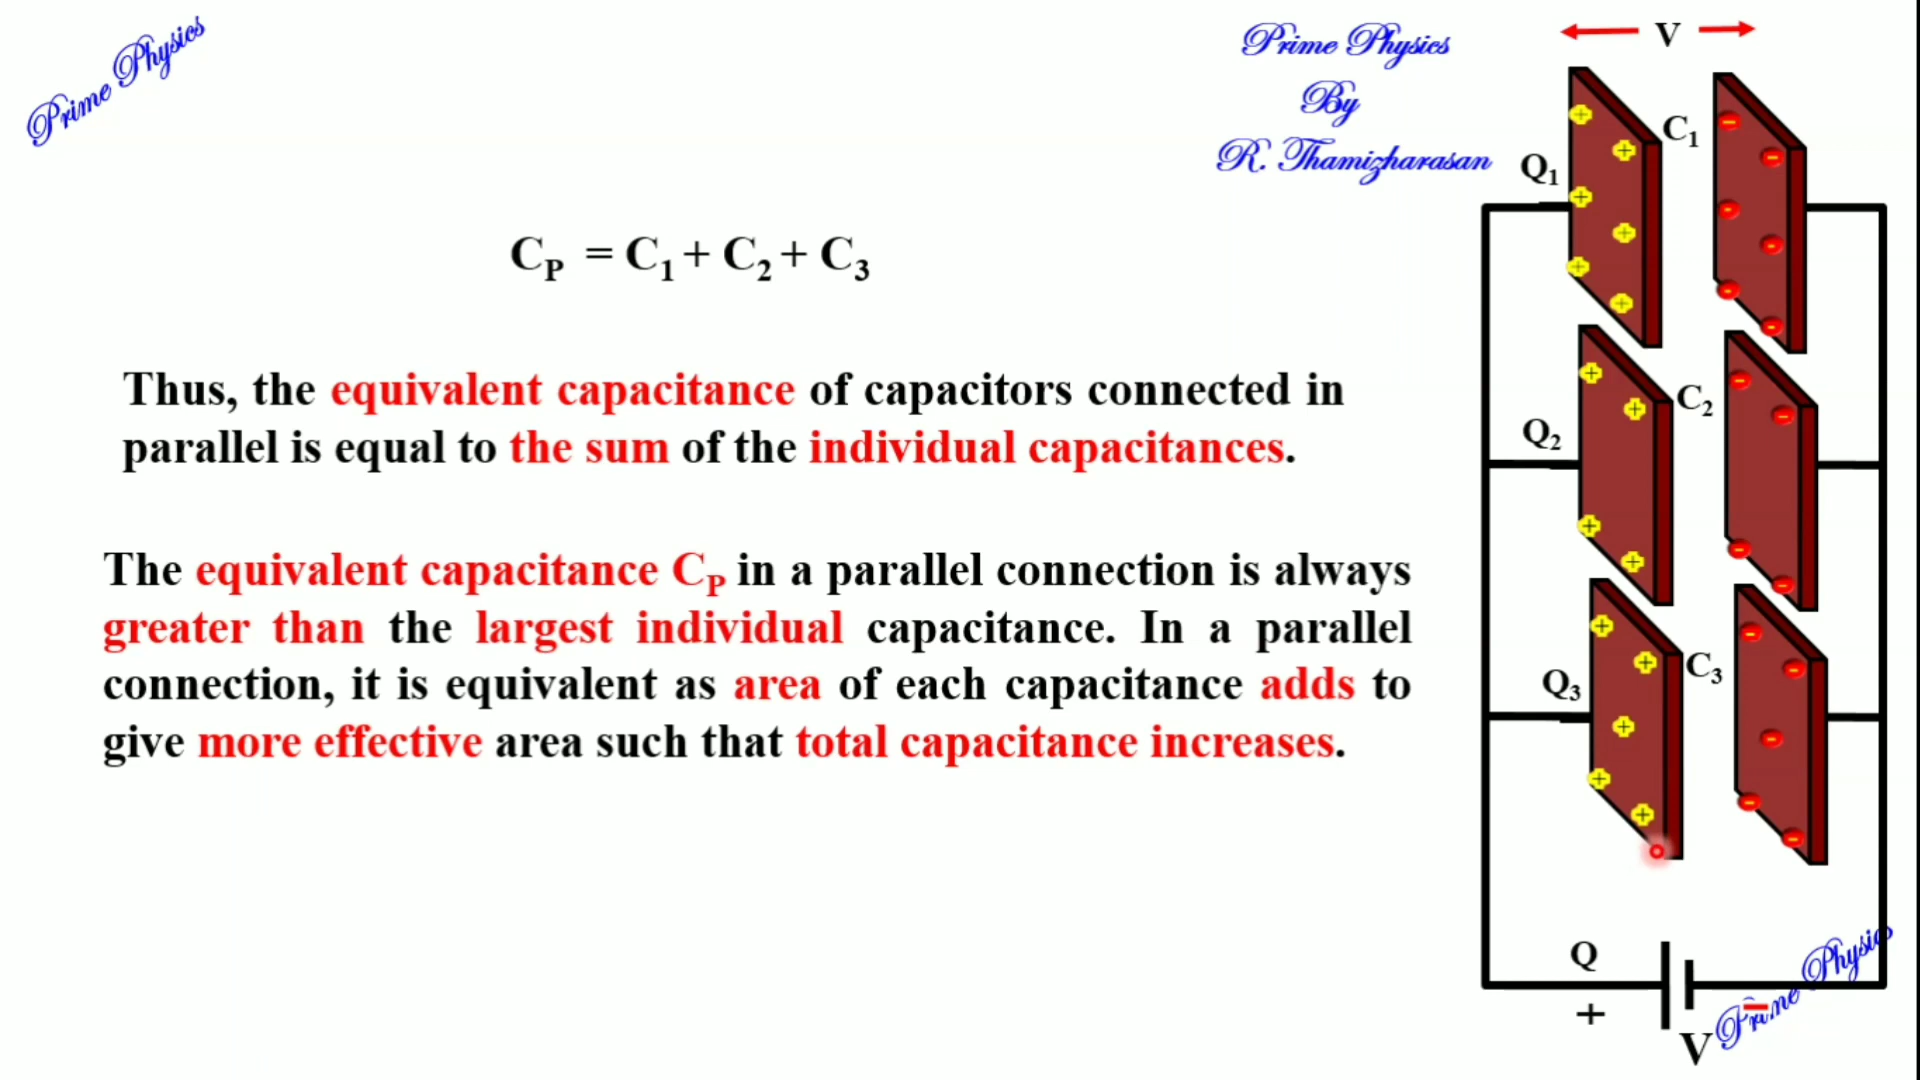 Prime Physics
Prime Physics
By
R. Thamizharasan
V
C₁
Q₁
C_P = C₁ + C₂ + C₃
Thus, the equivalent capacitance of capacitors connected in
parallel is equal to the sum of the individual capacitances.
C₂
Q₂
The equivalent capacitance C_P in a parallel connection is always
greater than the largest individual capacitance. In a parallel
connection, it is equivalent as area of each capacitance adds to
give more effective area such that total capacitance increases.
C₃
Q₃
Q
+
−
V
Prime Physics